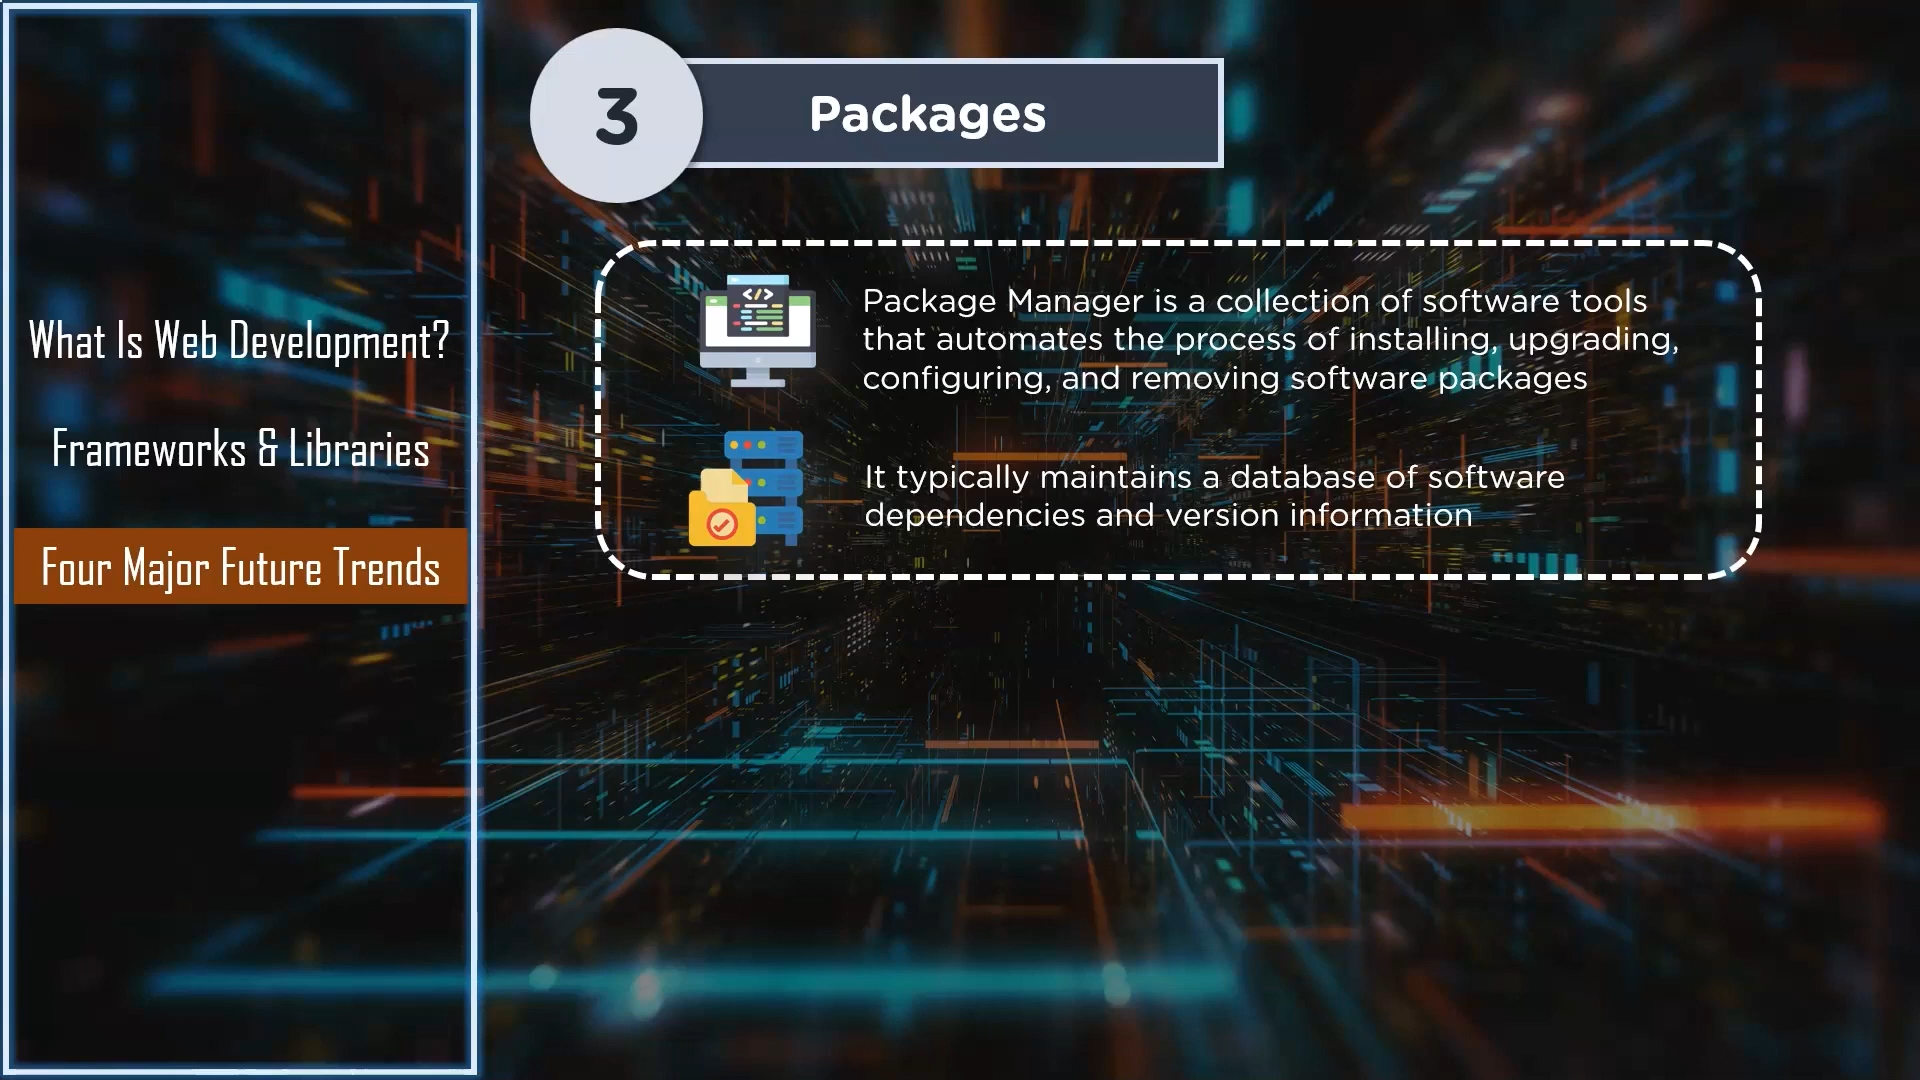 What Is Web Development?
Frameworks & Libraries
Four Major Future Trends
3
Packages
</>
Package Manager is a collection of software tools
that automates the process of installing, upgrading,
configuring, and removing software packages
It typically maintains a database of software
dependencies and version information